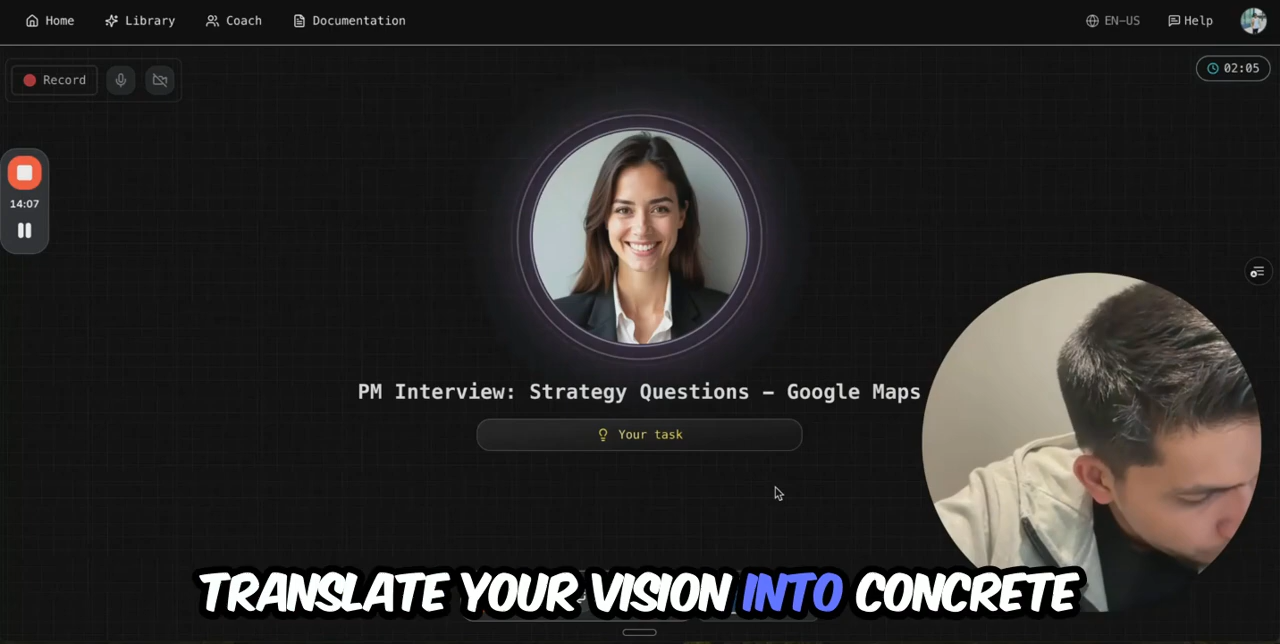 Home Library Coach Documentation EN-US Help
Record
02:05
14:07
PM Interview: Strategy Questions – Google Maps
Your task
TRANSLATE YOUR VISION INTO CONCRETE